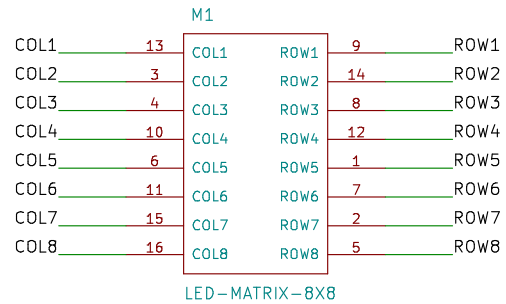 M1
COL1 13 COL1 ROW1 9 ROW1
COL2 3 COL2 ROW2 14 ROW2
COL3 4 COL3 ROW3 8 ROW3
COL4 10 COL4 ROW4 12 ROW4
COL5 6 COL5 ROW5 1 ROW5
COL6 11 COL6 ROW6 7 ROW6
COL7 15 COL7 ROW7 2 ROW7
COL8 16 COL8 ROW8 5 ROW8
LED-MATRIX-8X8